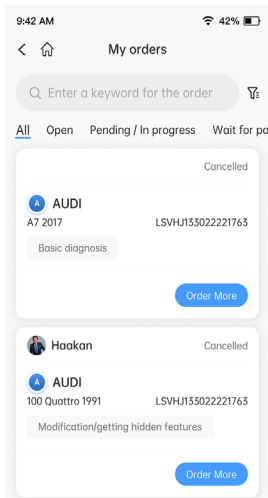 9:42 AM 42%
My orders
Enter a keyword for the order
All Open Pending / In progress Wait for pa
Cancelled
A AUDI
A7 2017 LSVHJ133022221763
Basic diagnosis
Order More
Haakan Cancelled
A AUDI
100 Quattro 1991 LSVHJ133022221763
Modification/getting hidden features
Order More